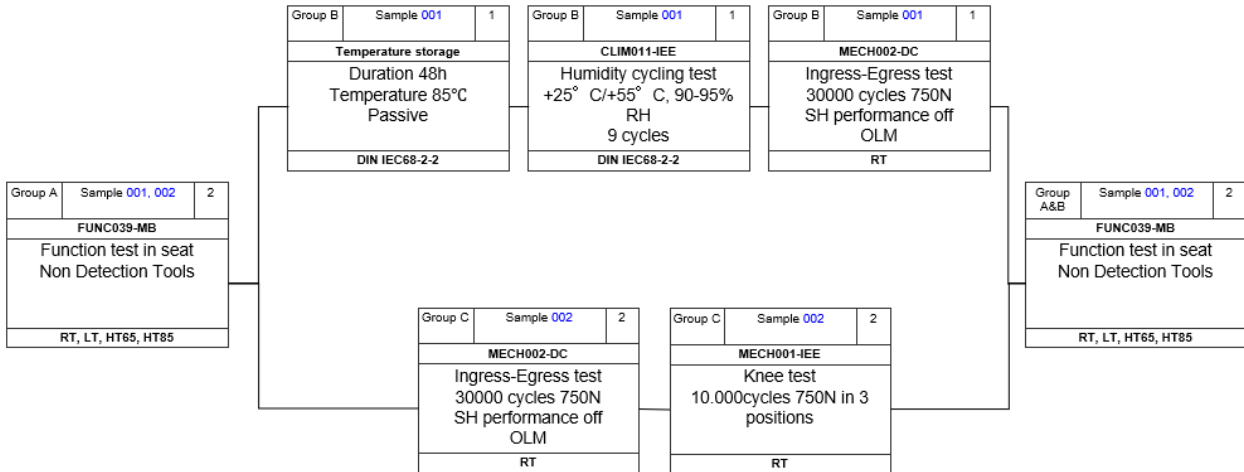 Group B Sample 001 1
Temperature storage
Duration 48h
Temperature 85℃
Passive
DIN IEC68-2-2
Group B Sample 001 1
CLIM011-IEE
Humidity cycling test
+25° C/+55° C, 90-95%
RH
9 cycles
DIN IEC68-2-2
Group B Sample 001 1
MECH002-DC
Ingress-Egress test
30000 cycles 750N
SH performance off
OLM
RT
Group A Sample 001, 002 2
FUNC039-MB
Function test in seat
Non Detection Tools
RT, LT, HT65, HT85
Group C Sample 002 2
MECH002-DC
Ingress-Egress test
30000 cycles 750N
SH performance off
OLM
RT
Group C Sample 002 2
MECH001-IEE
Knee test
10.000cycles 750N in 3
positions
RT
Group
A&B Sample 001, 002 2
FUNC039-MB
Function test in seat
Non Detection Tools
RT, LT, HT65, HT85